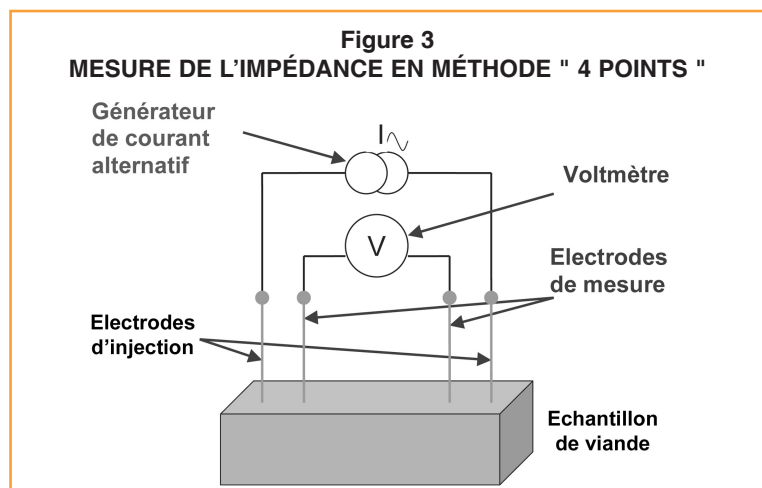 Figure 3
MESURE DE L'IMPÉDANCE EN MÉTHODE " 4 POINTS "
Générateur
de courant
alternatif
I
Voltmètre
V
Electrodes
de mesure
Electrodes
d'injection
Echantillon
de viande